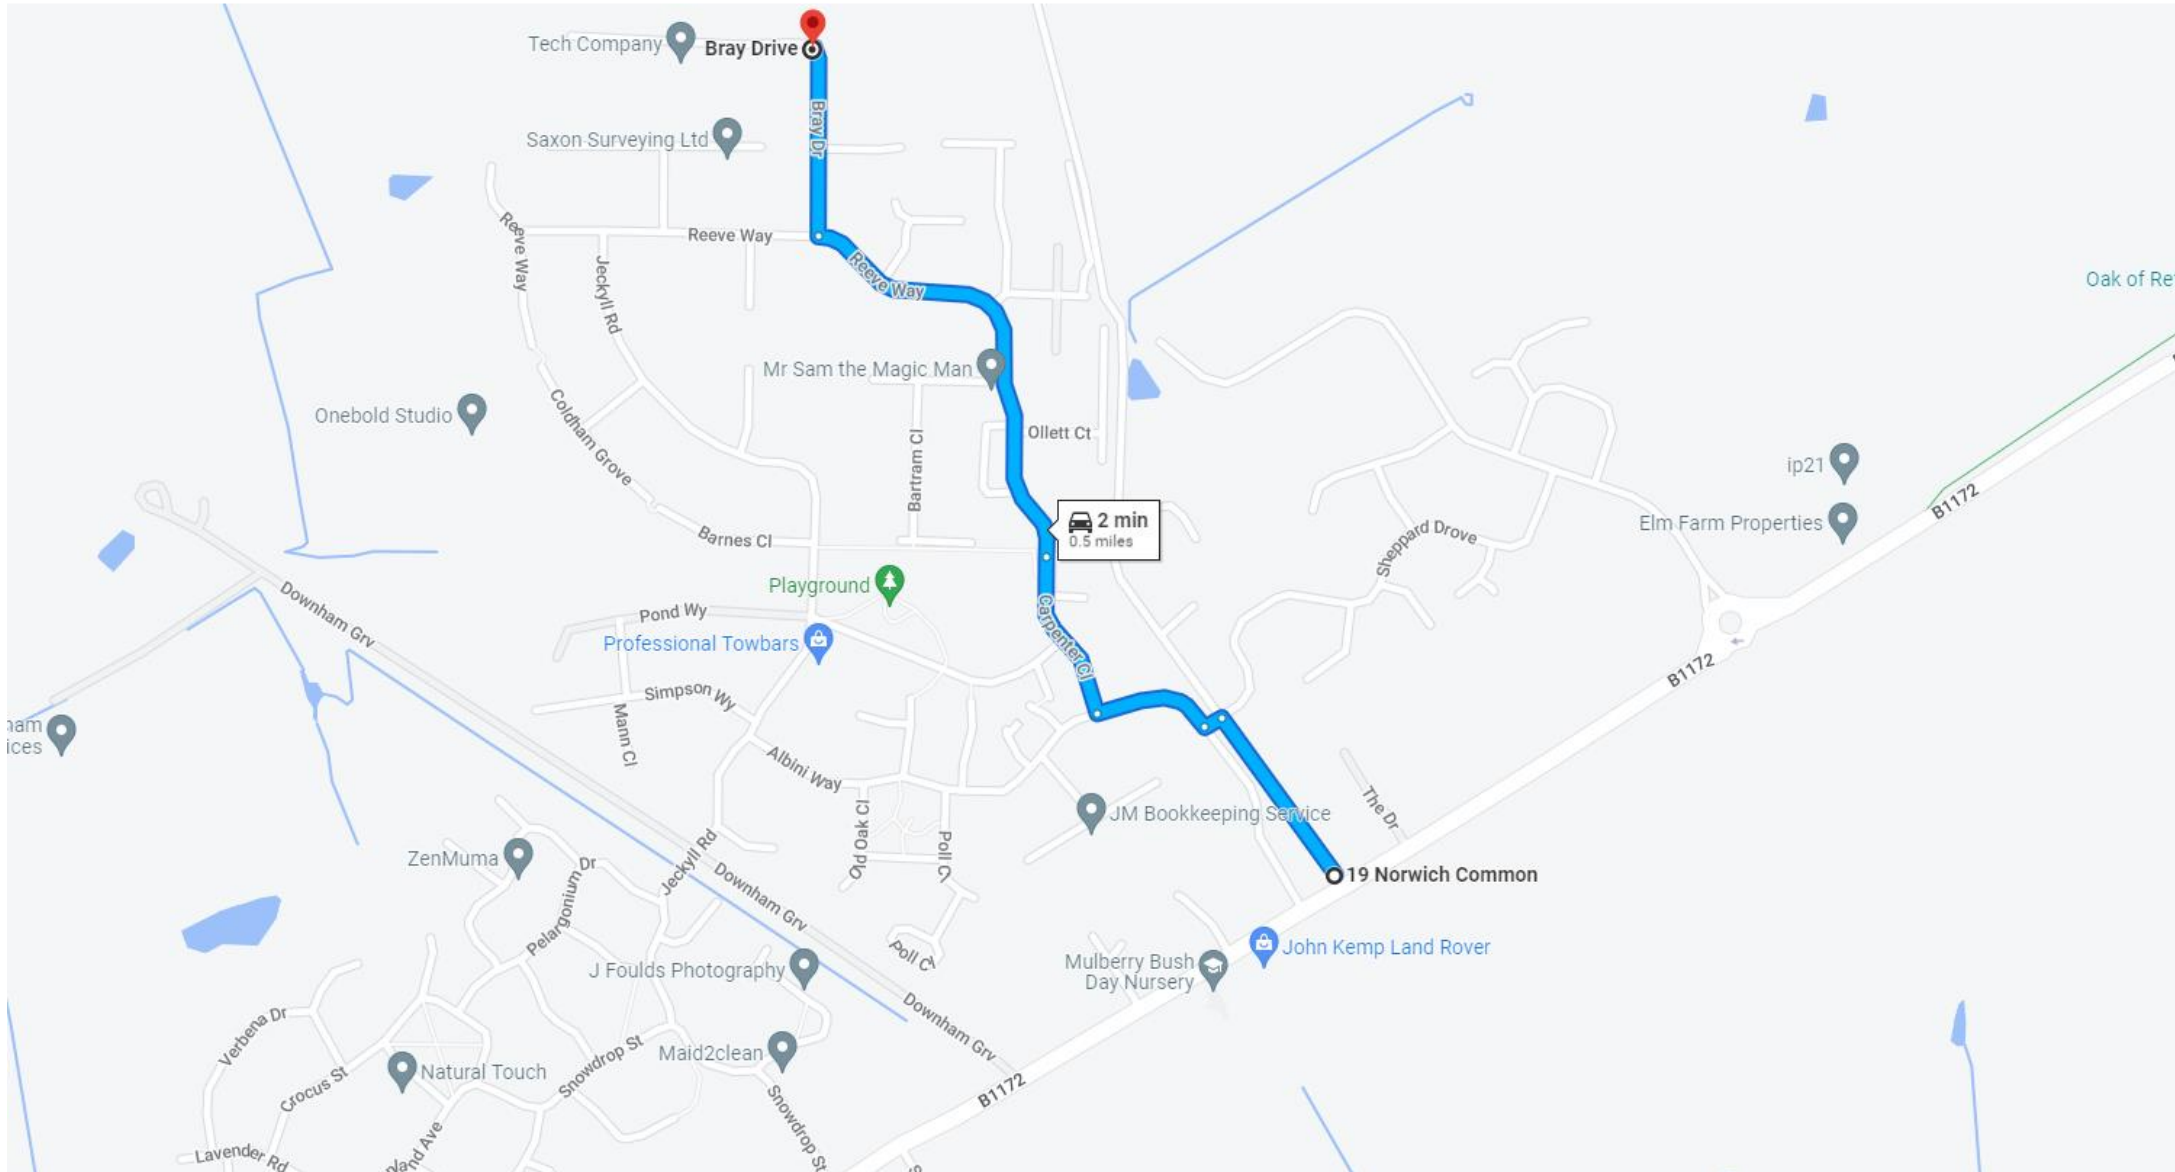 Tech Company
Bray Drive
Bray Dr
Saxon Surveying Ltd
Reeve Way
Reeve Way
Reeve Way
Jeckyll Rd
Oak of Re
Mr Sam the Magic Man
Onebold Studio
Coldham Grove
Bartram Cl
Ollett Ct
ip21
B1172
2 min
0.5 miles
Elm Farm Properties
Sheppard Drove
Barnes Cl
Playground
Downham Grv
Pond Wy
Professional Towbars
Carpenter Cl
B1172
Simpson Wy
Mann Cl
ham
ices
Albini Way
Old Oak Cl
Poll Cl
The Dr
JM Bookkeeping Service
ZenMuma
Pelargonium Dr
Jeckyll Rd
Downham Grv
19 Norwich Common
Poll C
John Kemp Land Rover
Mulberry Bush
Day Nursery
J Foulds Photography
Downham Grv
Verbena Dr
Crocus St
Natural Touch
Snowdrop St
Maid2clean
B1172
Snowdrop St
Lavender Rd
land Ave